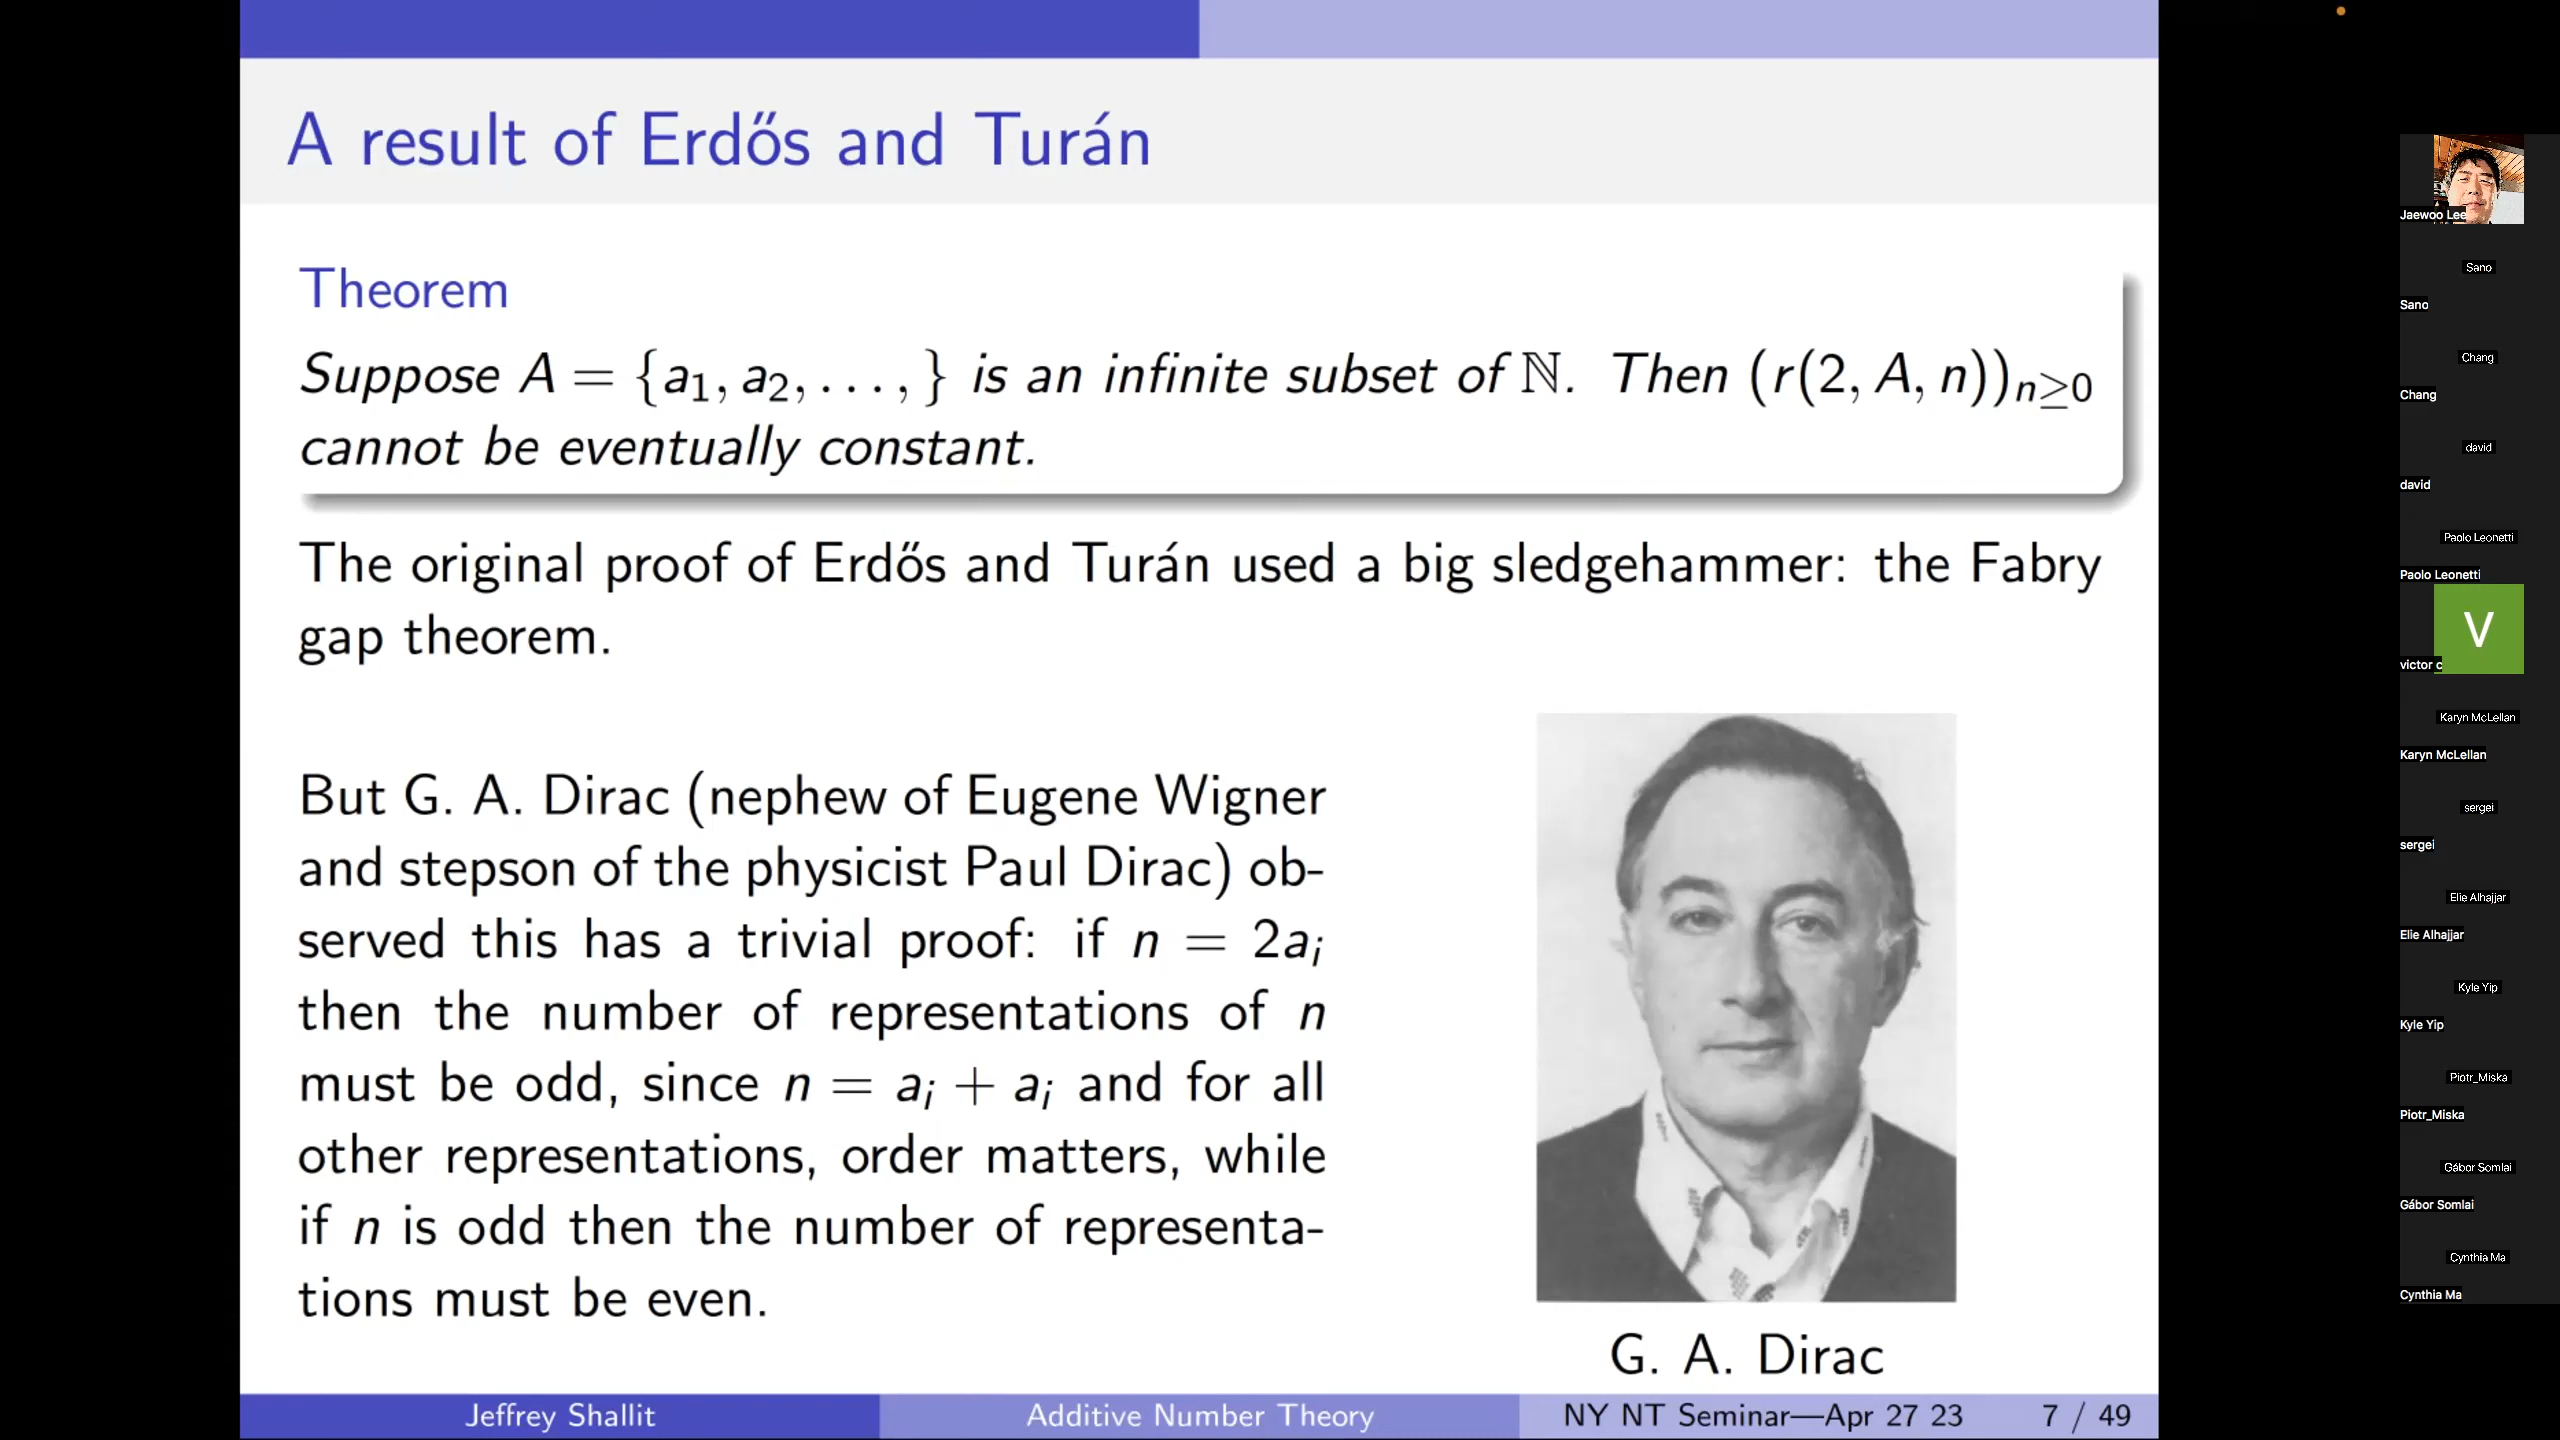 A result of Erdős and Turán
Theorem
Suppose A = {a₁, a₂, . . . , } is an infinite subset of ℕ. Then (r(2, A, n))ₙ≥₀
cannot be eventually constant.
The original proof of Erdős and Turán used a big sledgehammer: the Fabry
gap theorem.
But G. A. Dirac (nephew of Eugene Wigner
and stepson of the physicist Paul Dirac) ob-
served this has a trivial proof: if n = 2aᵢ
then the number of representations of n
must be odd, since n = aᵢ + aᵢ and for all
other representations, order matters, while
if n is odd then the number of representa-
tions must be even.
G. A. Dirac
Jeffrey Shallit
Additive Number Theory
NY NT Seminar—Apr 27 23 7 / 49
Jaewoo Lee
Sano
Sano
Chang
Chang
david
david
Paolo Leonetti
Paolo Leonetti
V
victor c
Karyn McLellan
Karyn McLellan
sergei
sergei
Elie Alhajjar
Elie Alhajjar
Kyle Yip
Kyle Yip
Piotr_Miska
Piotr_Miska
Gábor Somlai
Gábor Somlai
Cynthia Ma
Cynthia Ma